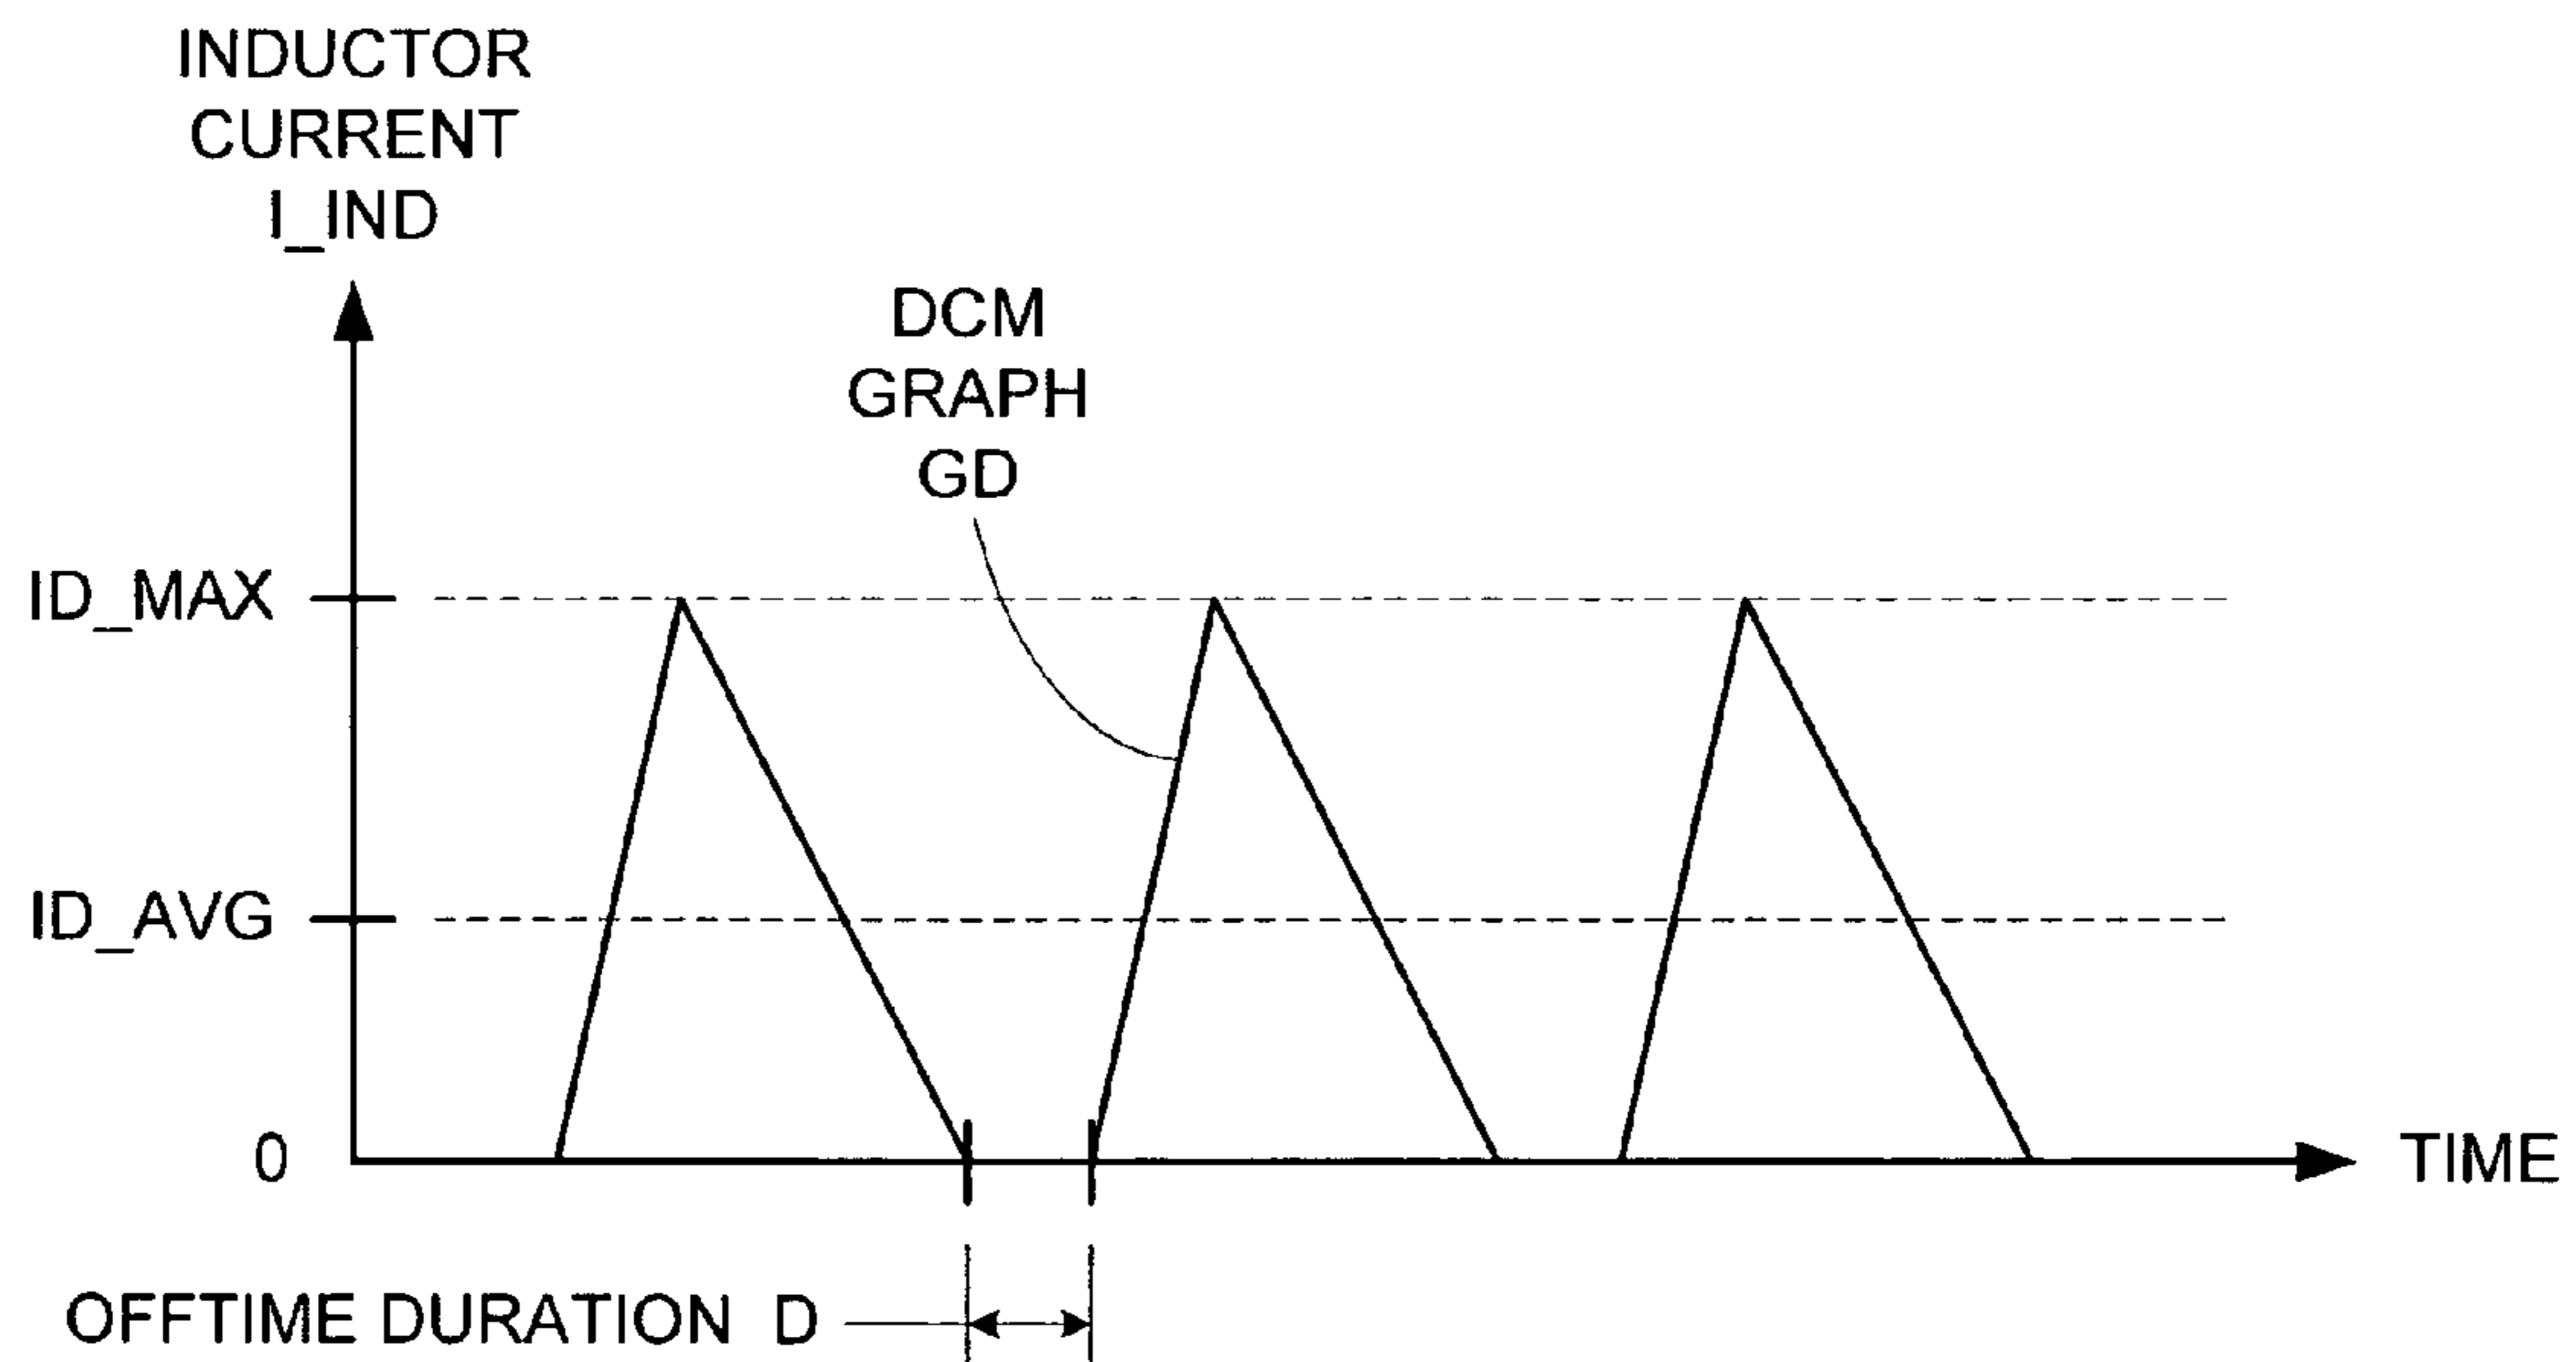 INDUCTOR
CURRENT
I_IND
DCM
GRAPH
GD
ID_MAX
ID_AVG
0
TIME
OFFTIME DURATION D